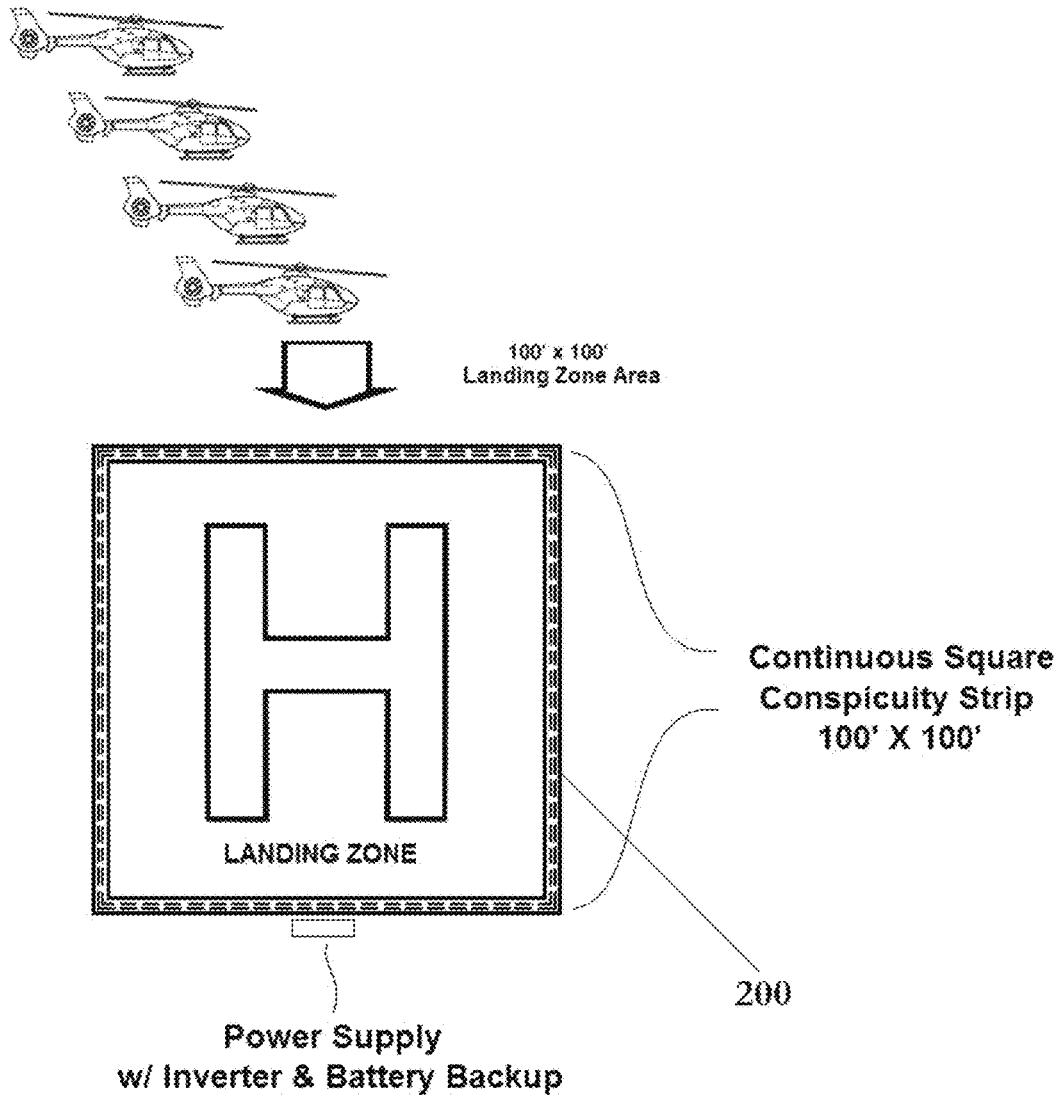 100' x 100'
Landing Zone Area
H
Continuous Square
Conspicuity Strip
100' X 100'
LANDING ZONE
200
Power Supply
w/ Inverter & Battery Backup